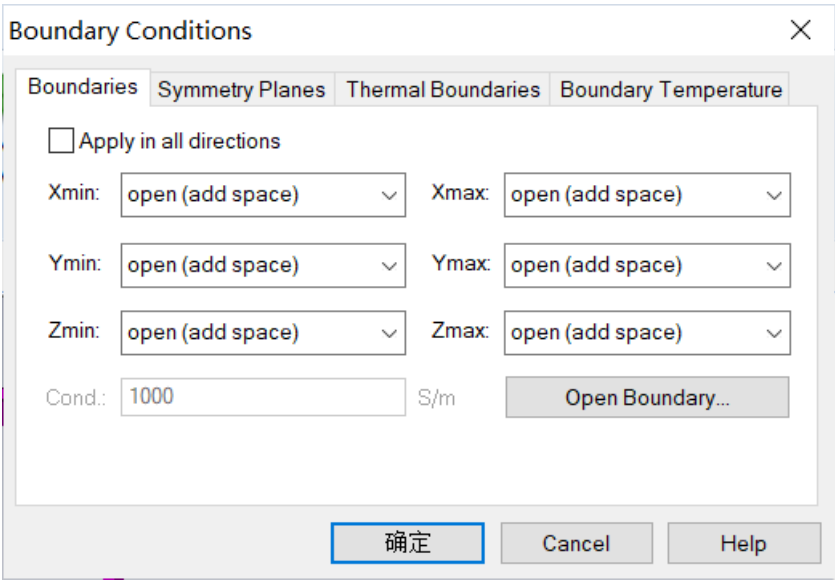 Boundary Conditions
Boundaries Symmetry Planes Thermal Boundaries Boundary Temperature
Apply in all directions
Xmin: open (add space) Xmax: open (add space)
Ymin: open (add space) Ymax: open (add space)
Zmin: open (add space) Zmax: open (add space)
Cond.: 1000 S/m Open Boundary...
确定 Cancel Help